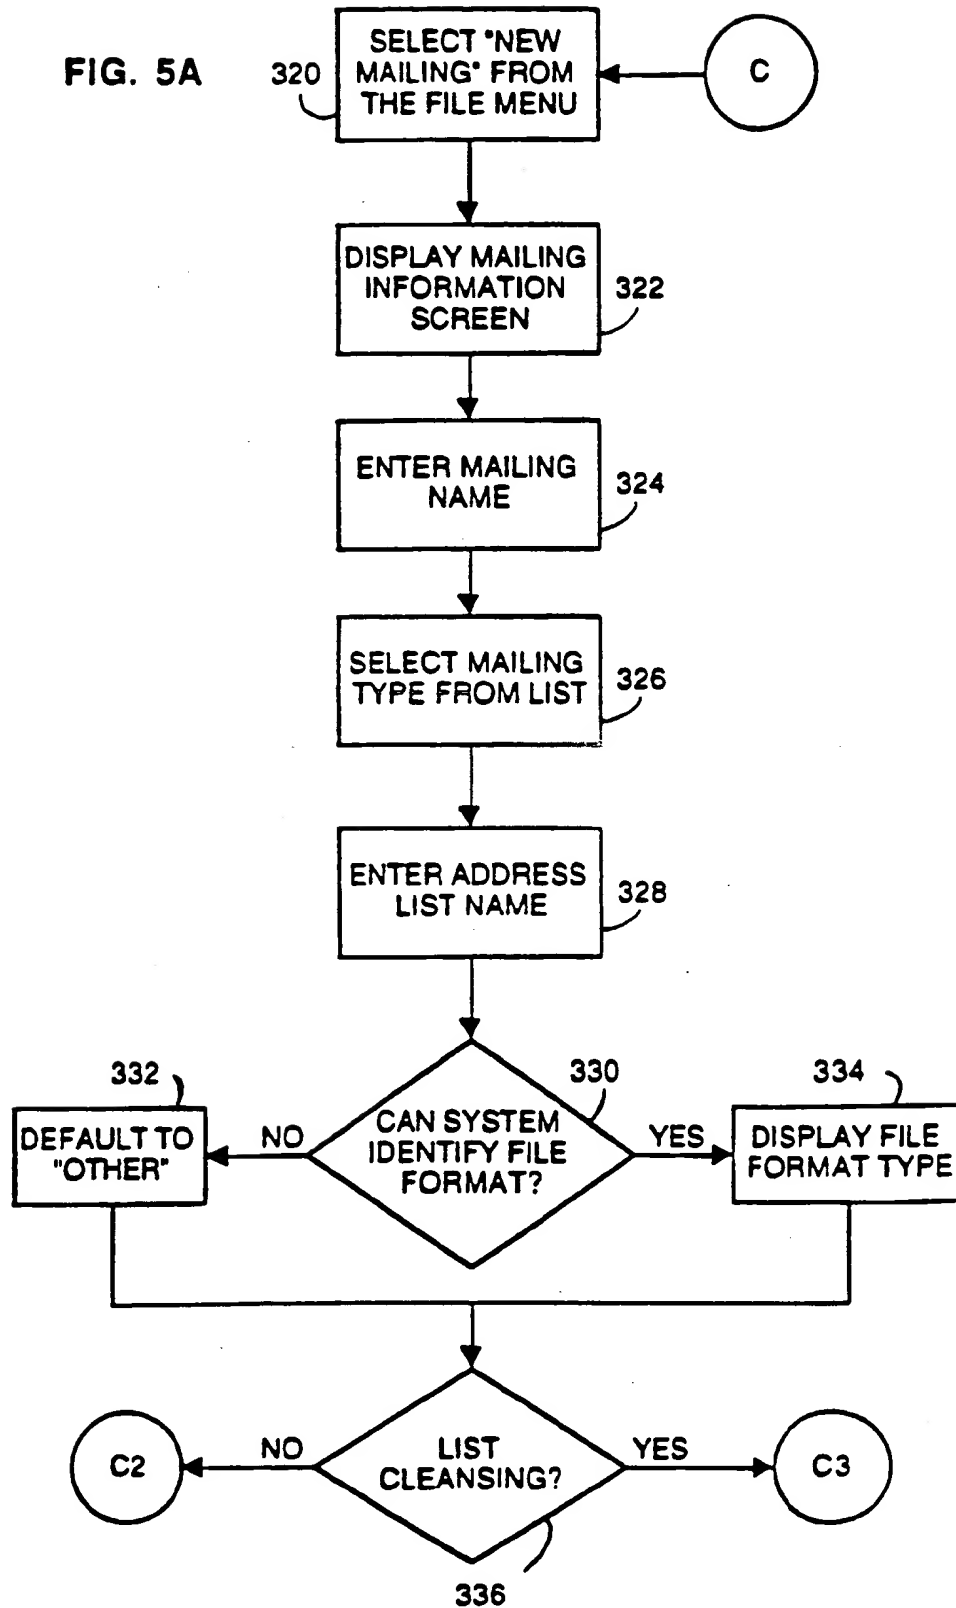 FIG. 5A
320
SELECT "NEW
MAILING" FROM
THE FILE MENU
C
DISPLAY MAILING
INFORMATION
SCREEN
322
ENTER MAILING
NAME
324
SELECT MAILING
TYPE FROM LIST
326
ENTER ADDRESS
LIST NAME
328
332
330
334
DEFAULT TO
"OTHER"
NO
CAN SYSTEM
IDENTIFY FILE
FORMAT?
YES
DISPLAY FILE
FORMAT TYPE
C2
NO
LIST
CLEANSING?
YES
C3
336